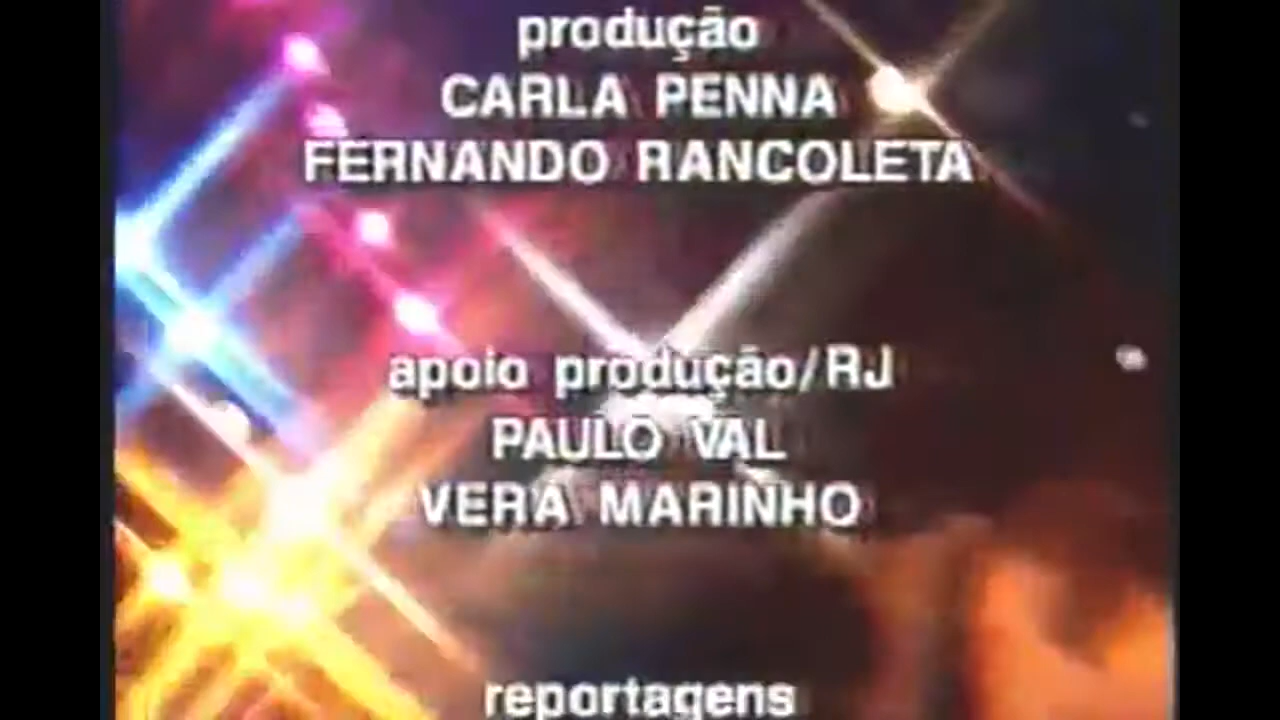 produção
CARLA PENNA
FERNANDO RANCOLETA
apoio produção/RJ
PAULO VAL
VERA MARINHO
reportagens